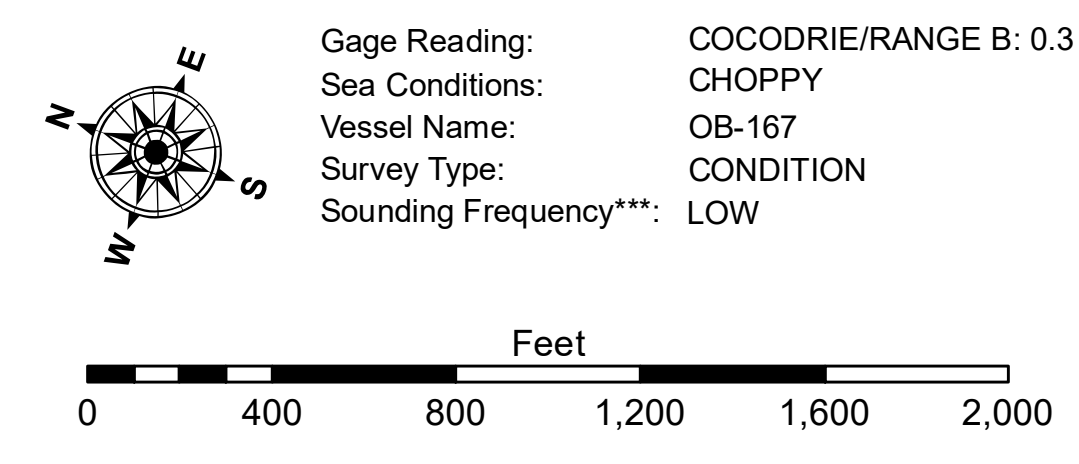 N
E
S
W
Gage Reading: COCODRIE/RANGE B: 0.3
Sea Conditions: CHOPPY
Vessel Name: OB-167
Survey Type: CONDITION
Sounding Frequency***: LOW
Feet
0 400 800 1,200 1,600 2,000